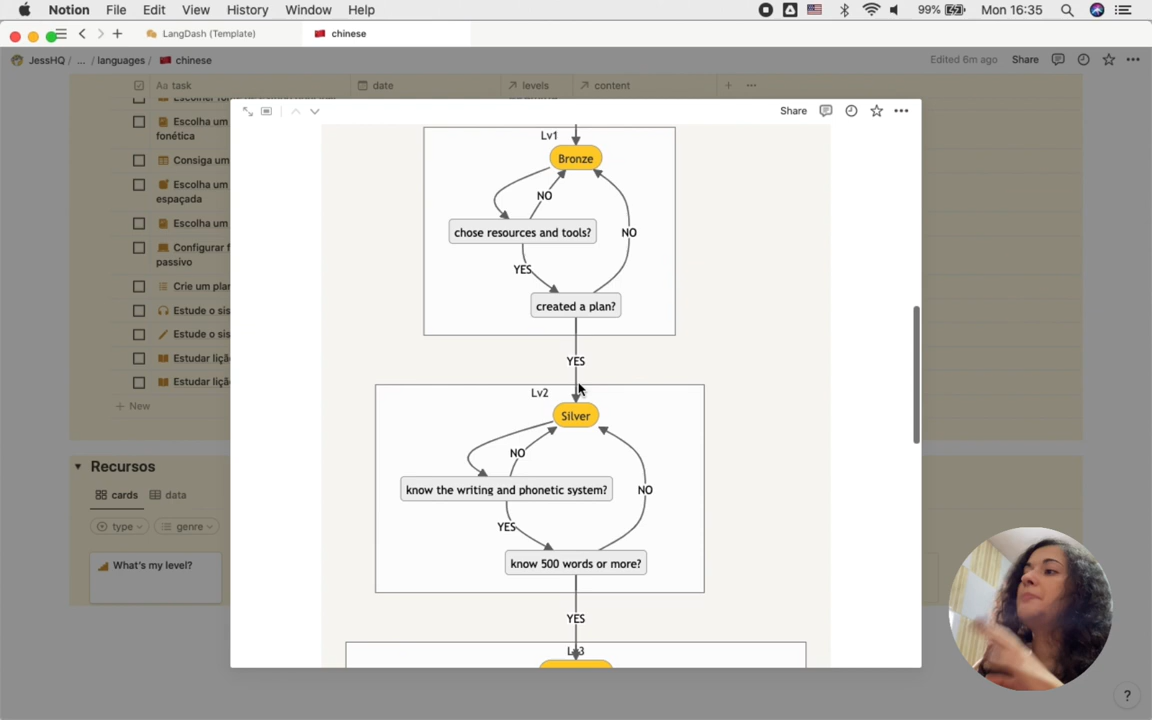 Notion File Edit View History Window Help 99% Mon 16:35
LangDash (Template) chinese
JessHQ / ... / languages / chinese Edited 6m ago Share
Aa task date levels content
Escolha um
fonética
Consiga um
Escolha um
espaçada
Escolha um
Configurar f
passivo
Crie um plan
Estude o sis
Estude o sis
Estudar liçã
Estudar liçã
+ New
Recursos
cards data
type genre
What's my level?
Share
Lv1
Bronze
NO
chose resources and tools?
NO
YES
created a plan?
YES
Lv2
Silver
NO
know the writing and phonetic system?
NO
YES
know 500 words or more?
YES
?